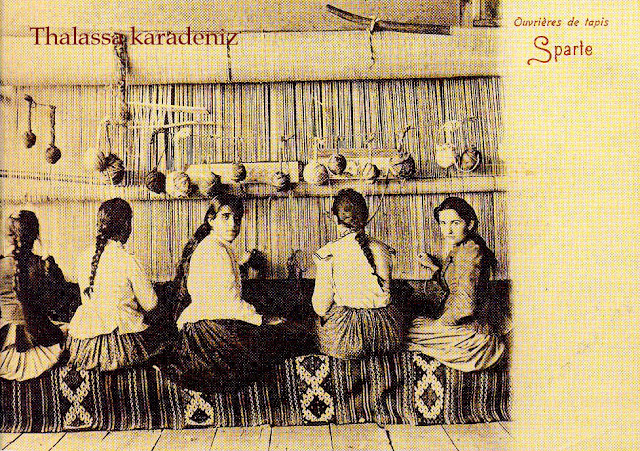 Thalassa karadeniz
Ouvrières de tapis
Sparte